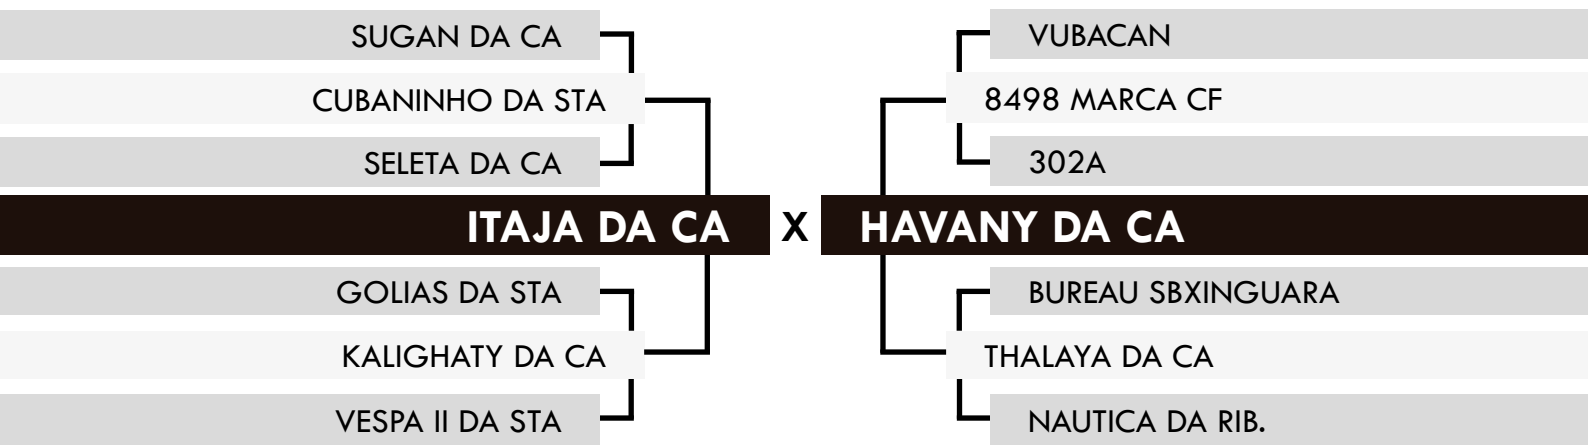 SUGAN DA CA
CUBANINHO DA STA
SELETA DA CA
VUBACAN
8498 MARCA CF
302A
ITAJA DA CA X HAVANY DA CA
GOLIAS DA STA
KALIGHATY DA CA
VESPA II DA STA
BUREAU SBXINGUARA
THALAYA DA CA
NAUTICA DA RIB.